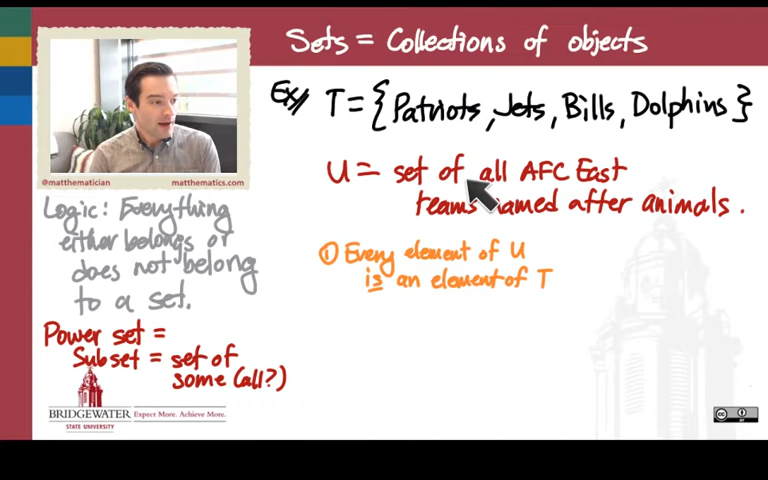 Sets = Collections of objects
Ex/ T = {Patriots, Jets, Bills, Dolphins}
U = set of all AFC East
teams named after animals.
① Every element of U
is an element of T
@matthematician matthematics.com
Logic: Everything
either belongs or
does not belong
to a set.
Power set =
Subset = set of
some (all?)
BRIDGEWATER
STATE UNIVERSITY
Expect More. Achieve More.
cc
BY